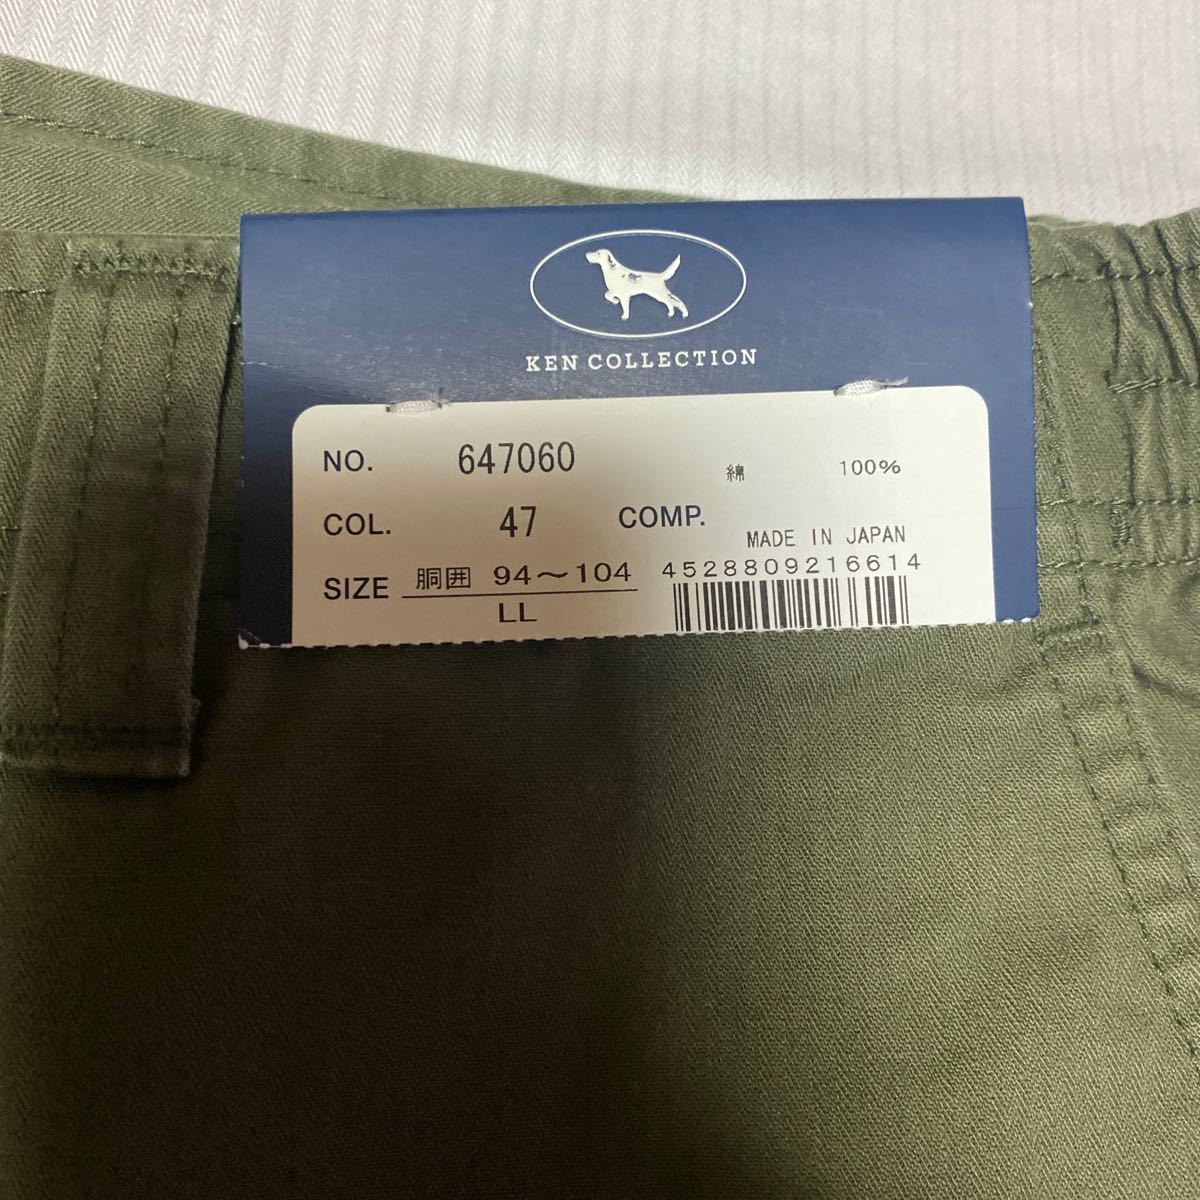 KEN COLLECTION
NO. 647060 綿 100%
COL. 47 COMP.
MADE IN JAPAN
SIZE 胴囲 94〜104 4528809216614
LL